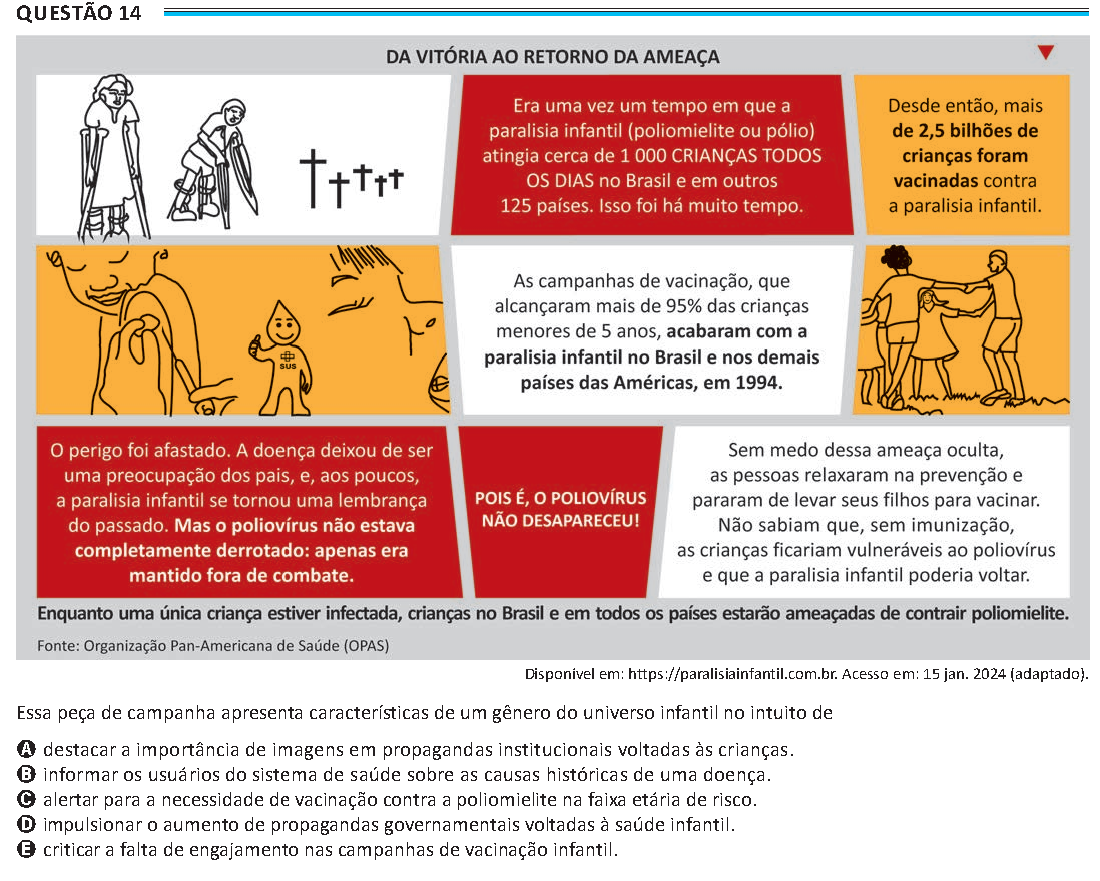 QUESTÃO 14
DA VITÓRIA AO RETORNO DA AMEAÇA
Era uma vez um tempo em que a
paralisia infantil (poliomielite ou pólio)
atingia cerca de 1 000 CRIANÇAS TODOS
OS DIAS no Brasil e em outros
125 países. Isso foi há muito tempo.
Desde então, mais
de 2,5 bilhões de
crianças foram
vacinadas contra
a paralisia infantil.
SUS
As campanhas de vacinação, que
alcançaram mais de 95% das crianças
menores de 5 anos, acabaram com a
paralisia infantil no Brasil e nos demais
países das Américas, em 1994.
O perigo foi afastado. A doença deixou de ser
uma preocupação dos pais, e, aos poucos,
a paralisia infantil se tornou uma lembrança
do passado. Mas o poliovírus não estava
completamente derrotado: apenas era
mantido fora de combate.
POIS É, O POLIOVÍRUS
NÃO DESAPARECEU!
Sem medo dessa ameaça oculta,
as pessoas relaxaram na prevenção e
pararam de levar seus filhos para vacinar.
Não sabiam que, sem imunização,
as crianças ficariam vulneráveis ao poliovírus
e que a paralisia infantil poderia voltar.
Enquanto uma única criança estiver infectada, crianças no Brasil e em todos os países estarão ameaçadas de contrair poliomielite.
Fonte: Organização Pan-Americana de Saúde (OPAS)
Disponível em: https://paralisiainfantil.com.br. Acesso em: 15 jan. 2024 (adaptado).
Essa peça de campanha apresenta características de um gênero do universo infantil no intuito de
A destacar a importância de imagens em propagandas institucionais voltadas às crianças.
B informar os usuários do sistema de saúde sobre as causas históricas de uma doença.
C alertar para a necessidade de vacinação contra a poliomielite na faixa etária de risco.
D impulsionar o aumento de propagandas governamentais voltadas à saúde infantil.
E criticar a falta de engajamento nas campanhas de vacinação infantil.